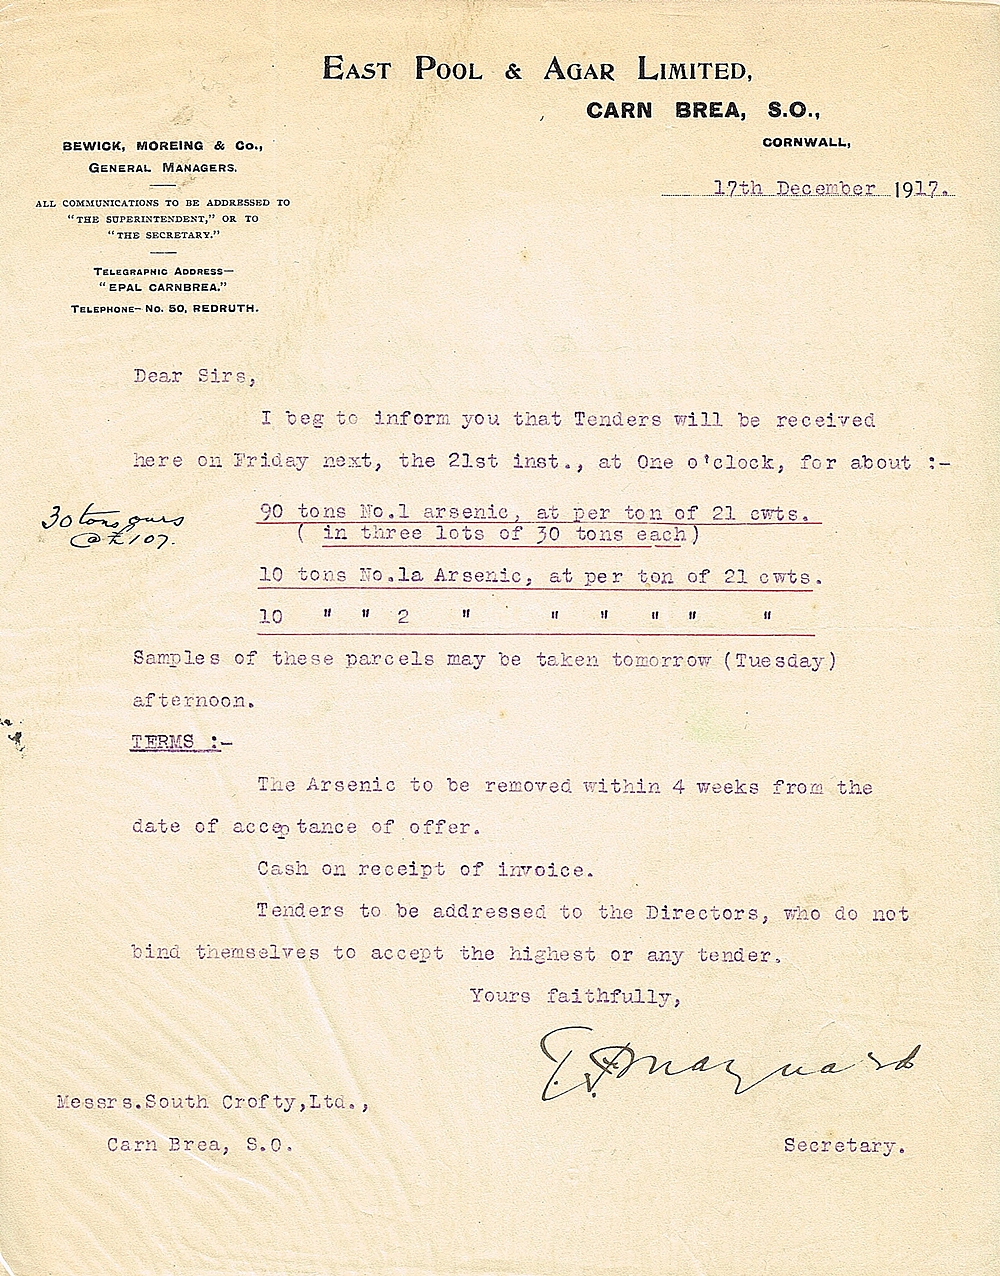 EAST POOL & AGAR LIMITED,
CARN BREA, S.O.,
CORNWALL,
17th December 1917.
BEWICK, MOREING & Co.,
GENERAL MANAGERS.
ALL COMMUNICATIONS TO BE ADDRESSED TO
"THE SUPERINTENDENT," OR TO
"THE SECRETARY."
TELEGRAPHIC ADDRESS—
"EPAL CARNBREA."
TELEPHONE— No. 50, REDRUTH.
Dear Sirs,
I beg to inform you that Tenders will be received
here on Friday next, the 21st inst., at One o'clock, for about :-
90 tons No.1 arsenic, at per ton of 21 cwts.
( in three lots of 30 tons each)
30 tons ours
@ £107.
10 tons No.1a Arsenic, at per ton of 21 cwts.
10 " " 2 " " " " " "
Samples of these parcels may be taken tomorrow (Tuesday)
afternoon.
TERMS :-
The Arsenic to be removed within 4 weeks from the
date of acceptance of offer.
Cash on receipt of invoice.
Tenders to be addressed to the Directors, who do not
bind themselves to accept the highest or any tender.
Yours faithfully,
Messrs.South Crofty,Ltd.,
Carn Brea, S.O.
Secretary.